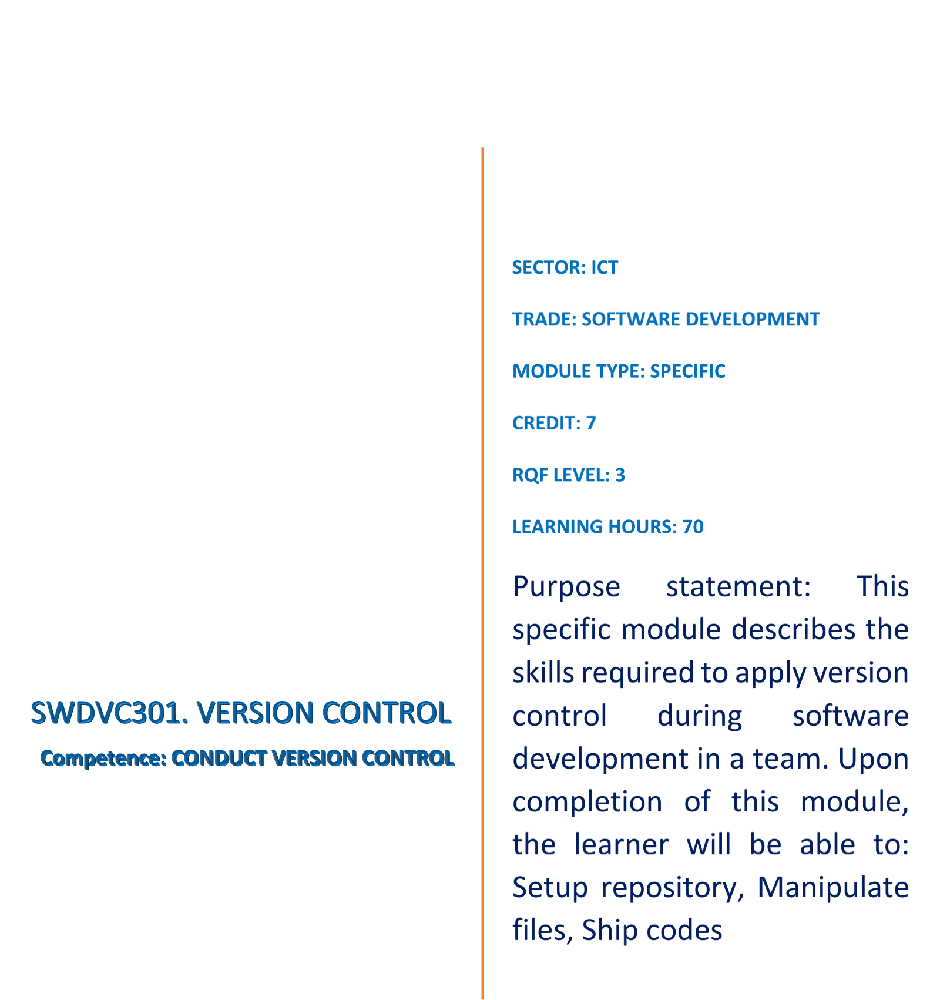 SWDVC301. VERSION CONTROL
Competence: CONDUCT VERSION CONTROL
SECTOR: ICT
TRADE: SOFTWARE DEVELOPMENT
MODULE TYPE: SPECIFIC
CREDIT: 7
RQF LEVEL: 3
LEARNING HOURS: 70
Purpose statement: This
specific module describes the
skills required to apply version
control during software
development in a team. Upon
completion of this module,
the learner will be able to:
Setup repository, Manipulate
files, Ship codes